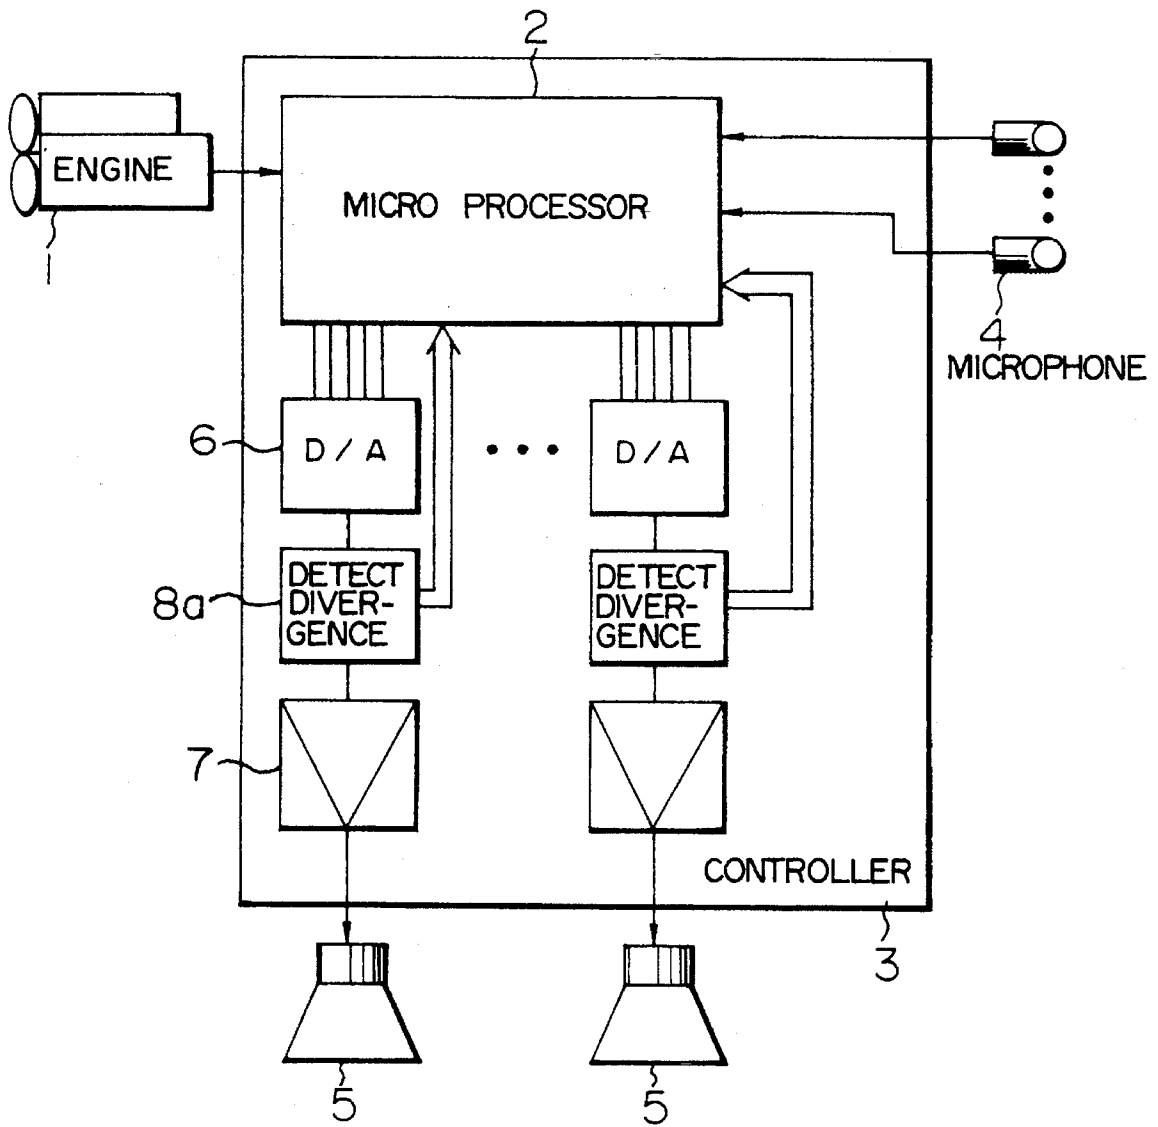 2
ENGINE
MICRO PROCESSOR
1
4
MICROPHONE
6
D/A
D/A
8a
DETECT
DIVER-
GENCE
DETECT
DIVER-
GENCE
7
CONTROLLER
3
5
5